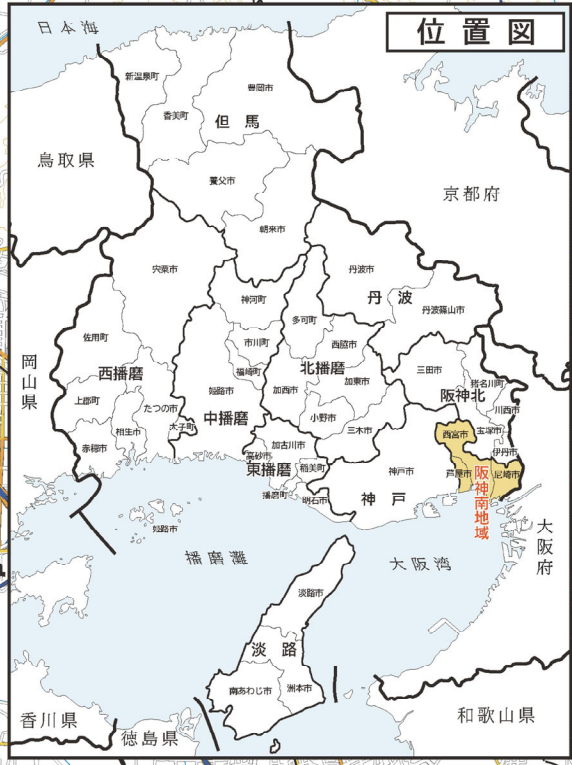 位置図
日本海
新温泉町
豊岡市
香美町
但馬
鳥取県
養父市
京都府
朝来市
宍粟市
丹波市
神河町
丹波
多可町
丹波篠山市
佐用町
市川町
西脇市
岡山県
西播磨
福崎町
北播磨
三田市
猪名川町
加西市
加東市
阪神北
上郡町
たつの市
姫路市
川西市
中播磨
小野市
相生市
太子町
三木市
宝塚市
西宮市
赤穂市
加古川市
伊丹市
高砂市
東播磨
稲美町
神戸市
芦屋市
尼崎市
阪神南地域
播磨町
明石市
神戸
姫路市
大阪府
播磨灘
大阪湾
淡路市
淡路
南あわじ市
洲本市
香川県
徳島県
和歌山県